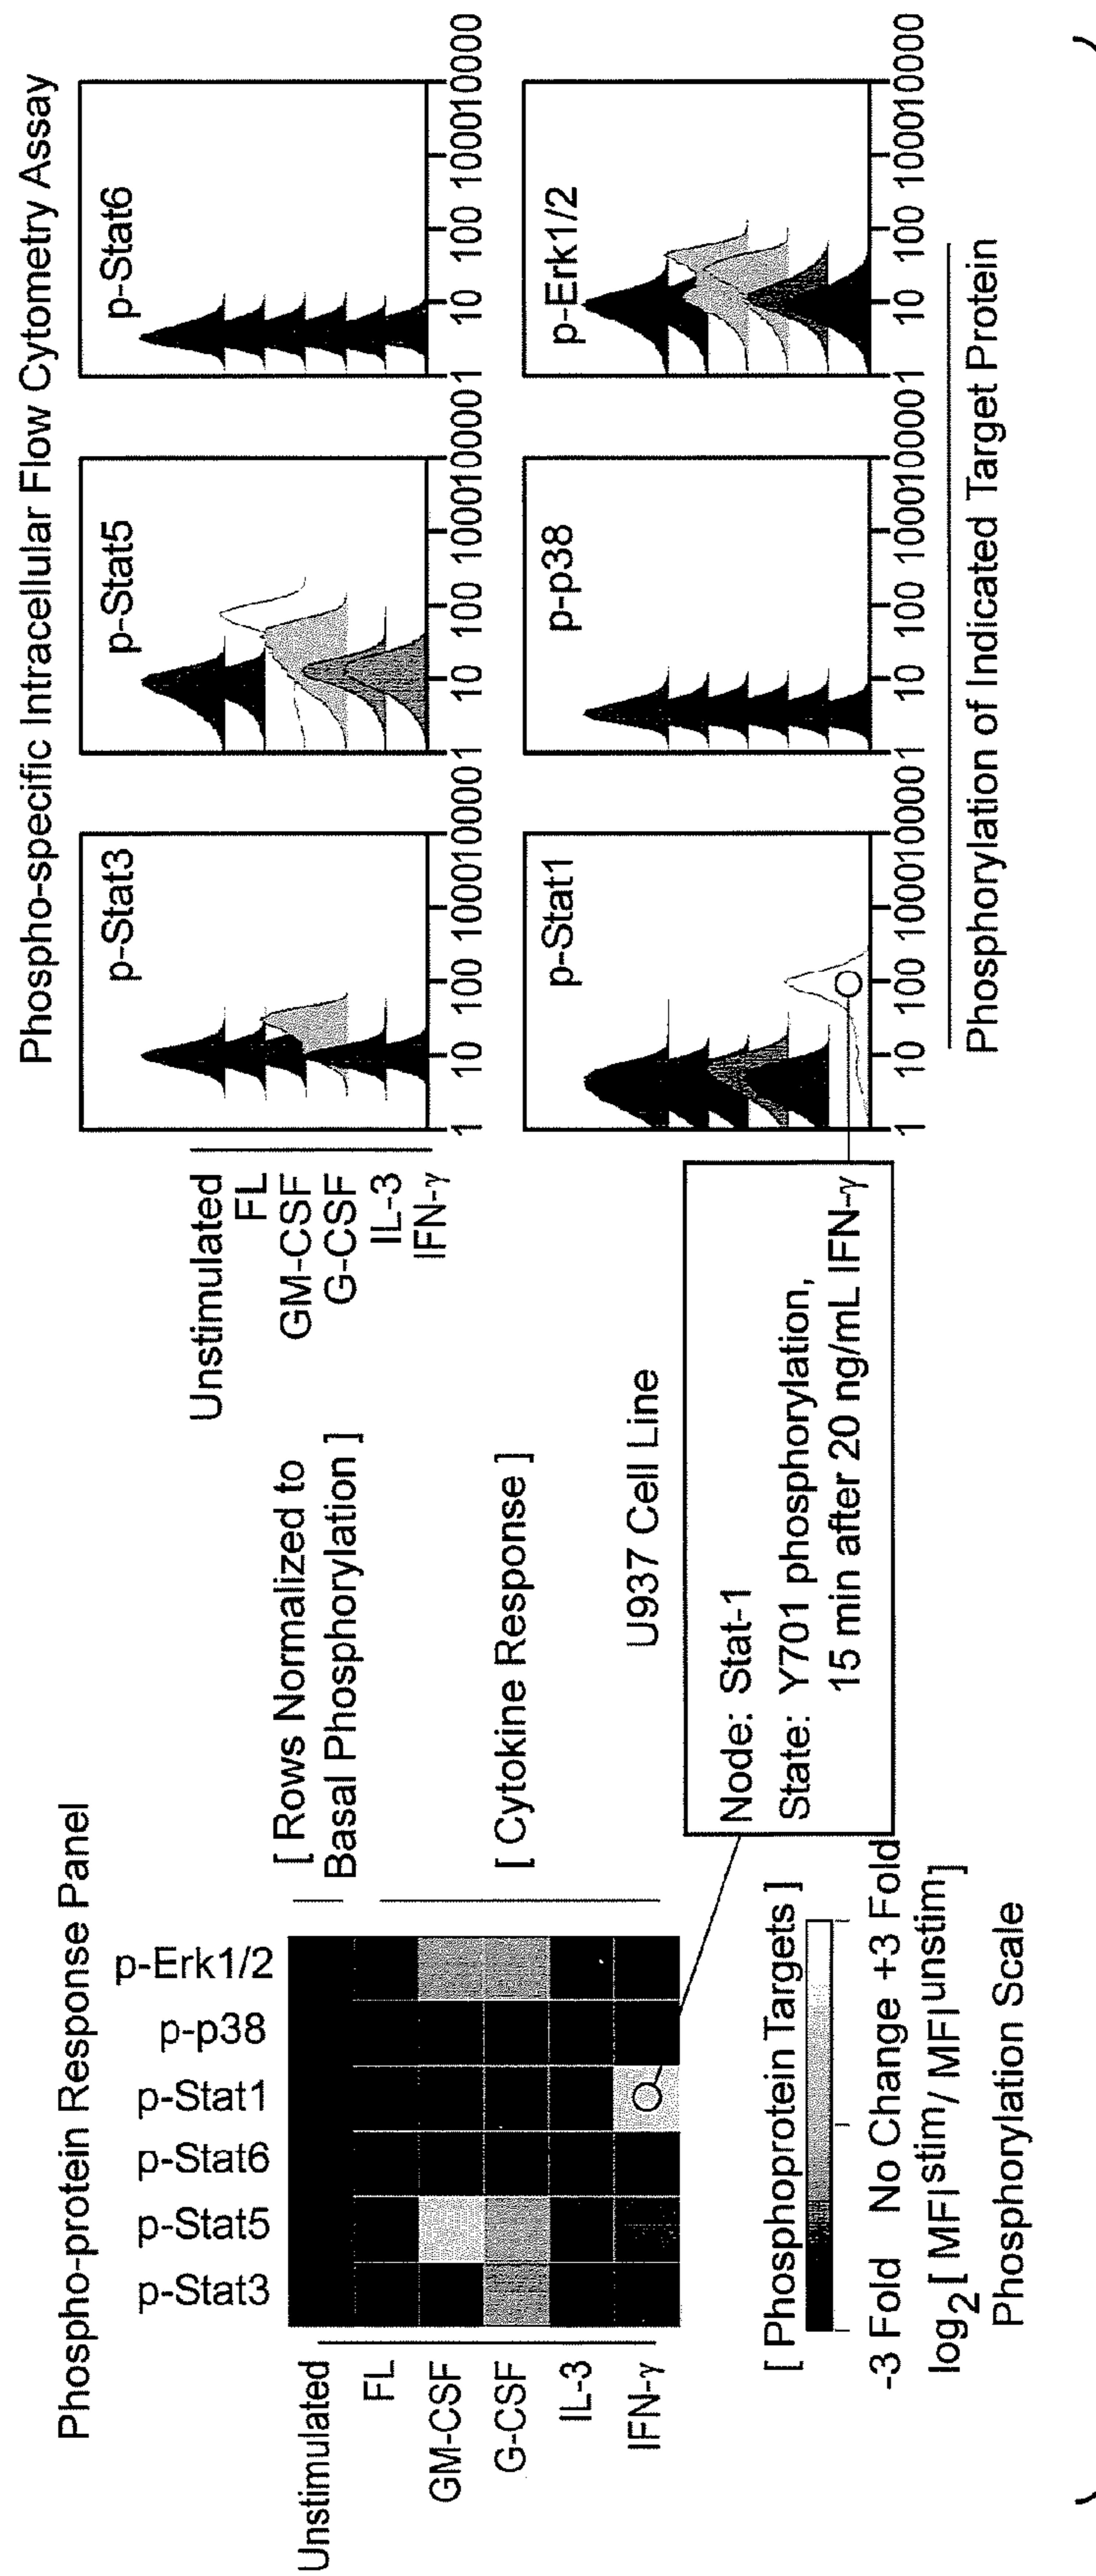 Phospho-protein Response Panel
p-Stat3
p-Stat5
p-Stat6
p-Stat1
p-p38
p-Erk1/2
Unstimulated
FL
GM-CSF
G-CSF
IL-3
IFN-γ
[ Rows Normalized to
Basal Phosphorylation ]
[ Cytokine Response ]
U937 Cell Line
[ Phosphoprotein Targets ]
-3 Fold No Change +3 Fold
log2 [ MFIstim/ MFIunstim]
Phosphorylation Scale
Node: Stat-1
State: Y701 phosphorylation,
15 min after 20 ng/mL IFN-γ
Phospho-specific Intracellular Flow Cytometry Assay
Unstimulated
FL
GM-CSF
G-CSF
IL-3
IFN-γ
p-Stat3
1 10 100 1000 10000
p-Stat5
1 10 100 1000 10000
p-Stat6
1 10 100 1000 10000
p-Stat1
1 10 100 1000 10000
p-p38
1 10 100 1000 10000
p-Erk1/2
1 10 100 1000 10000
Phosphorylation of Indicated Target Protein